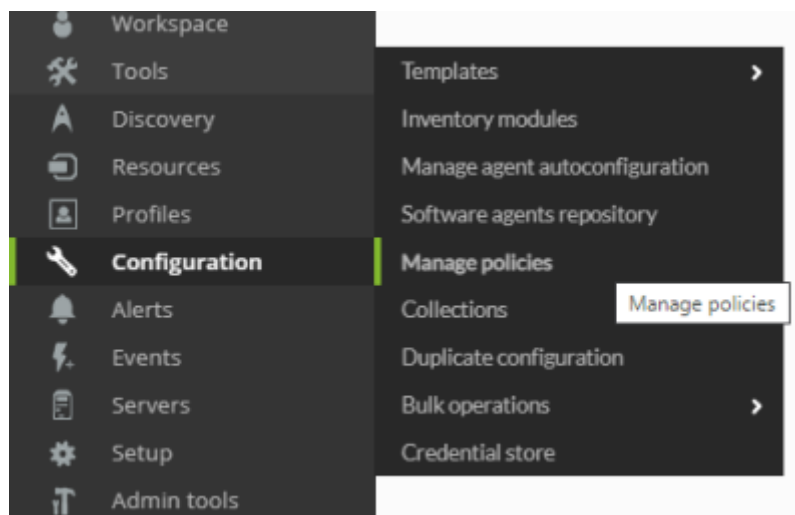 Workspace
Tools
Discovery
Resources
Profiles
Configuration
Alerts
Events
Servers
Setup
Admin tools
Templates
Inventory modules
Manage agent autoconfiguration
Software agents repository
Manage policies
Collections
Manage policies
Duplicate configuration
Bulk operations
Credential store